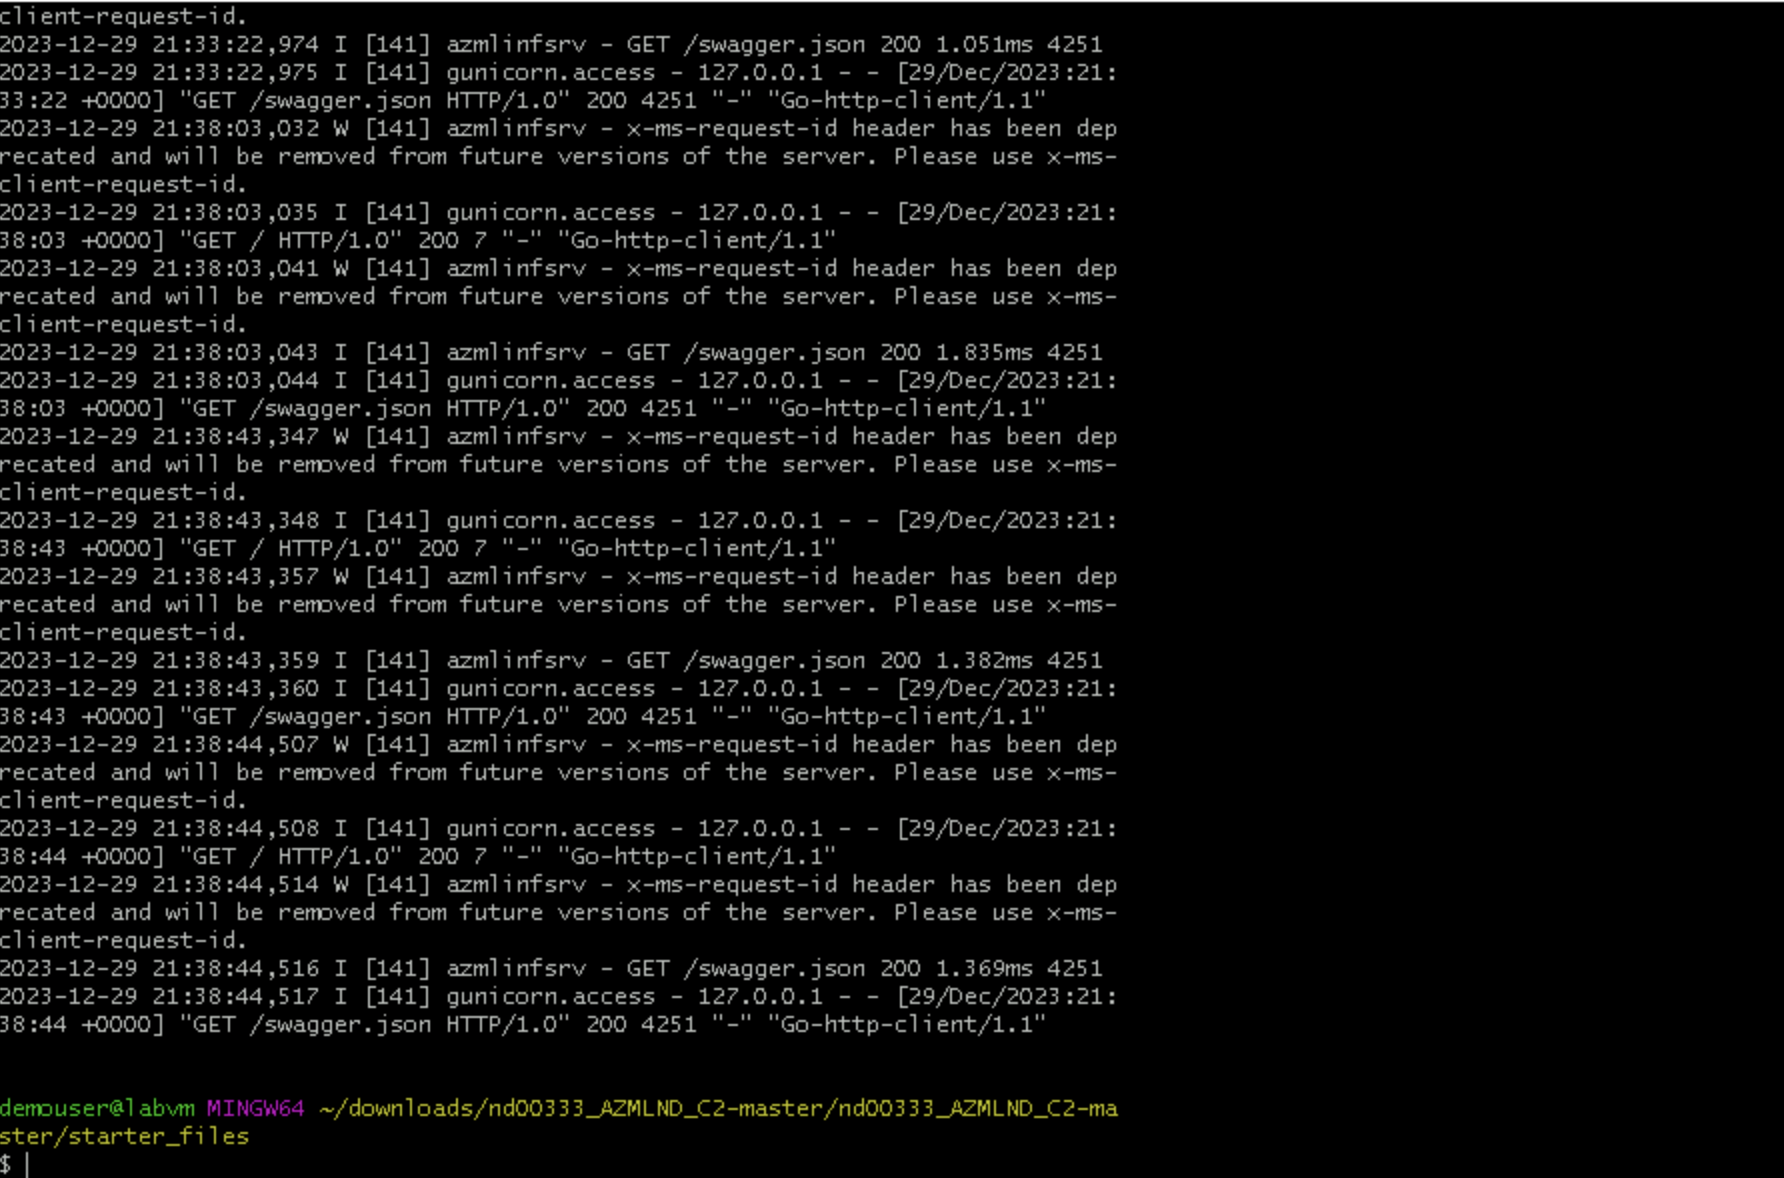 client-request-id.
2023-12-29 21:33:22,974 I [141] azmlinfsrv - GET /swagger.json 200 1.051ms 4251
2023-12-29 21:33:22,975 I [141] gunicorn.access - 127.0.0.1 - - [29/Dec/2023:21:
33:22 +0000] "GET /swagger.json HTTP/1.0" 200 4251 "-" "Go-http-client/1.1"
2023-12-29 21:38:03,032 W [141] azmlinfsrv - x-ms-request-id header has been dep
recated and will be removed from future versions of the server. Please use x-ms-
client-request-id.
2023-12-29 21:38:03,035 I [141] gunicorn.access - 127.0.0.1 - - [29/Dec/2023:21:
38:03 +0000] "GET / HTTP/1.0" 200 7 "-" "Go-http-client/1.1"
2023-12-29 21:38:03,041 W [141] azmlinfsrv - x-ms-request-id header has been dep
recated and will be removed from future versions of the server. Please use x-ms-
client-request-id.
2023-12-29 21:38:03,043 I [141] azmlinfsrv - GET /swagger.json 200 1.835ms 4251
2023-12-29 21:38:03,044 I [141] gunicorn.access - 127.0.0.1 - - [29/Dec/2023:21:
38:03 +0000] "GET /swagger.json HTTP/1.0" 200 4251 "-" "Go-http-client/1.1"
2023-12-29 21:38:43,347 W [141] azmlinfsrv - x-ms-request-id header has been dep
recated and will be removed from future versions of the server. Please use x-ms-
client-request-id.
2023-12-29 21:38:43,348 I [141] gunicorn.access - 127.0.0.1 - - [29/Dec/2023:21:
38:43 +0000] "GET / HTTP/1.0" 200 7 "-" "Go-http-client/1.1"
2023-12-29 21:38:43,357 W [141] azmlinfsrv - x-ms-request-id header has been dep
recated and will be removed from future versions of the server. Please use x-ms-
client-request-id.
2023-12-29 21:38:43,359 I [141] azmlinfsrv - GET /swagger.json 200 1.382ms 4251
2023-12-29 21:38:43,360 I [141] gunicorn.access - 127.0.0.1 - - [29/Dec/2023:21:
38:43 +0000] "GET /swagger.json HTTP/1.0" 200 4251 "-" "Go-http-client/1.1"
2023-12-29 21:38:44,507 W [141] azmlinfsrv - x-ms-request-id header has been dep
recated and will be removed from future versions of the server. Please use x-ms-
client-request-id.
2023-12-29 21:38:44,508 I [141] gunicorn.access - 127.0.0.1 - - [29/Dec/2023:21:
38:44 +0000] "GET / HTTP/1.0" 200 7 "-" "Go-http-client/1.1"
2023-12-29 21:38:44,514 W [141] azmlinfsrv - x-ms-request-id header has been dep
recated and will be removed from future versions of the server. Please use x-ms-
client-request-id.
2023-12-29 21:38:44,516 I [141] azmlinfsrv - GET /swagger.json 200 1.369ms 4251
2023-12-29 21:38:44,517 I [141] gunicorn.access - 127.0.0.1 - - [29/Dec/2023:21:
38:44 +0000] "GET /swagger.json HTTP/1.0" 200 4251 "-" "Go-http-client/1.1"
demouser@labvm MINGW64 ~/downloads/nd00333_AZMLND_C2-master/nd00333_AZMLND_C2-ma
ster/starter_files
$